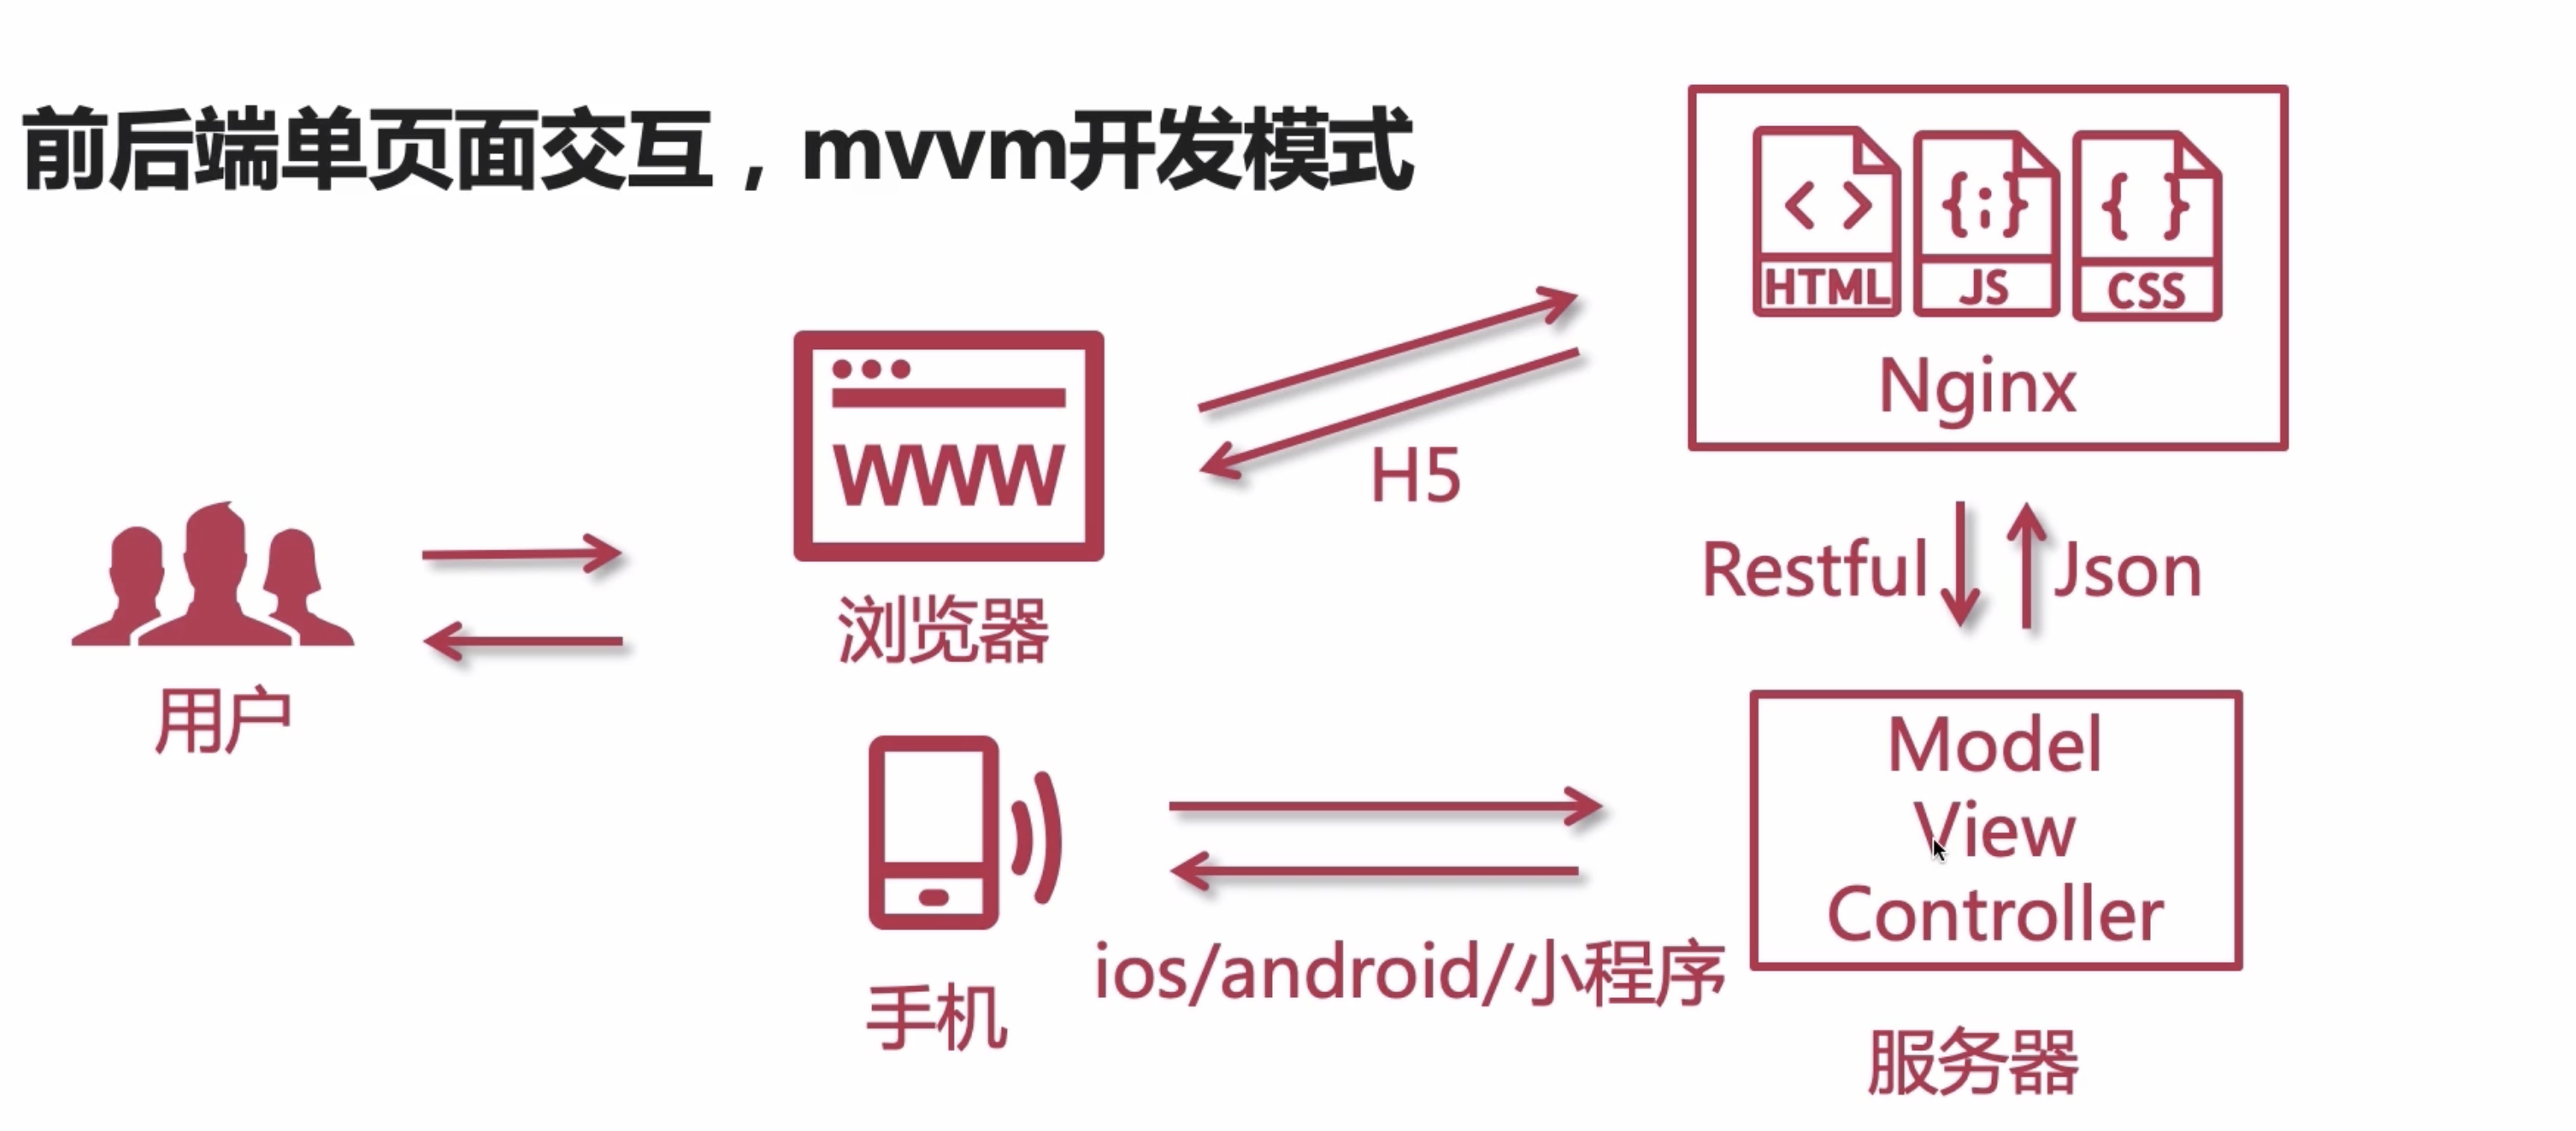 前后端单页面交互，mvvm开发模式
HTML
JS
CSS
Nginx
WWW
H5
浏览器
用户
Restful
Json
Model
View
Controller
ios/android/小程序
手机
服务器